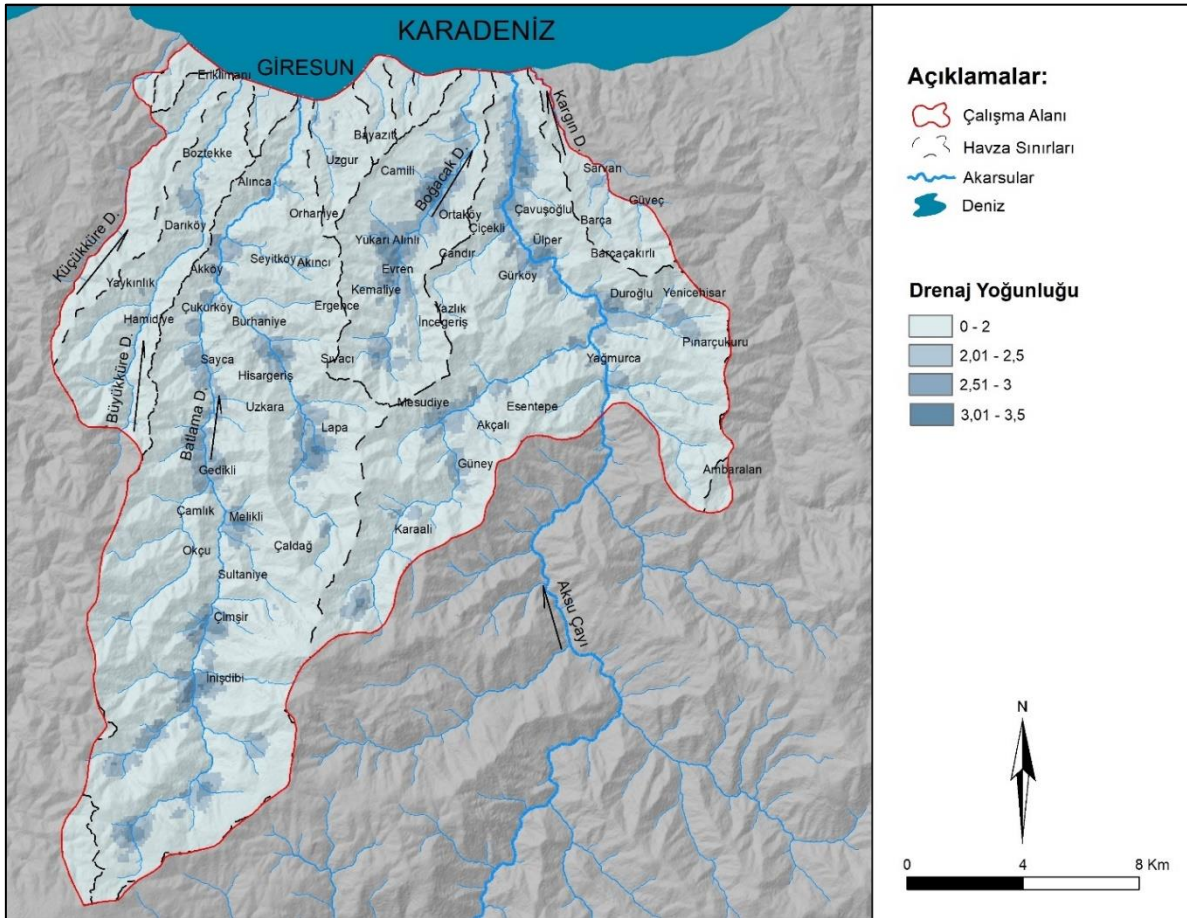 KARADENİZ
GİRESUN
Eriklimanı
Kargın D.
Bayazıt
Boztekke
Uzgur
Camili
Sarvan
Alınca
Boğacak D.
Güveç
Orhaniye
Ortaköy
Çavuşoğlu
Barça
Darıköy
Çiçekli
Küçükküre D.
Yukarı Alınlı
Ülper
Seyitköy
Akıncı
Gandır
Barçaçakırlı
Akköy
Evren
Gürköy
Yaykınlık
Kemaliye
Duroğlu
Yenicehisar
Çukurköy
Ergence
Yazlık
Hamidiye
Burhaniye
İncegeriş
Pınarçukuru
Büyükküre D.
Sayca
Sıvacı
Yağmurca
Hisargeriş
Batlama D.
Uzkara
Mesudiye
Esentepe
Lapa
Akçalı
Gedikli
Güney
Ambaralan
Çamlık
Melikli
Karaali
Okçu
Çaldağ
Sultaniye
Çimşir
Aksu Çayı
İnişdibi
Açıklamalar:
Çalışma Alanı
Havza Sınırları
Akarsular
Deniz
Drenaj Yoğunluğu
0 - 2
2,01 - 2,5
2,51 - 3
3,01 - 3,5
N
0 4 8 Km